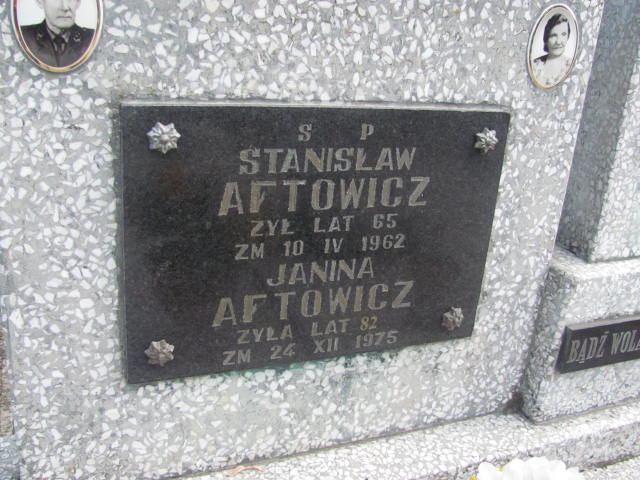 S P
STANISŁAW
AFTOWICZ
ŻYŁ LAT 65
ZM 10 IV 1962
JANINA
AFTOWICZ
ŻYŁA LAT 82
ZM 24 XII 1975
BĄDŹ WOLA